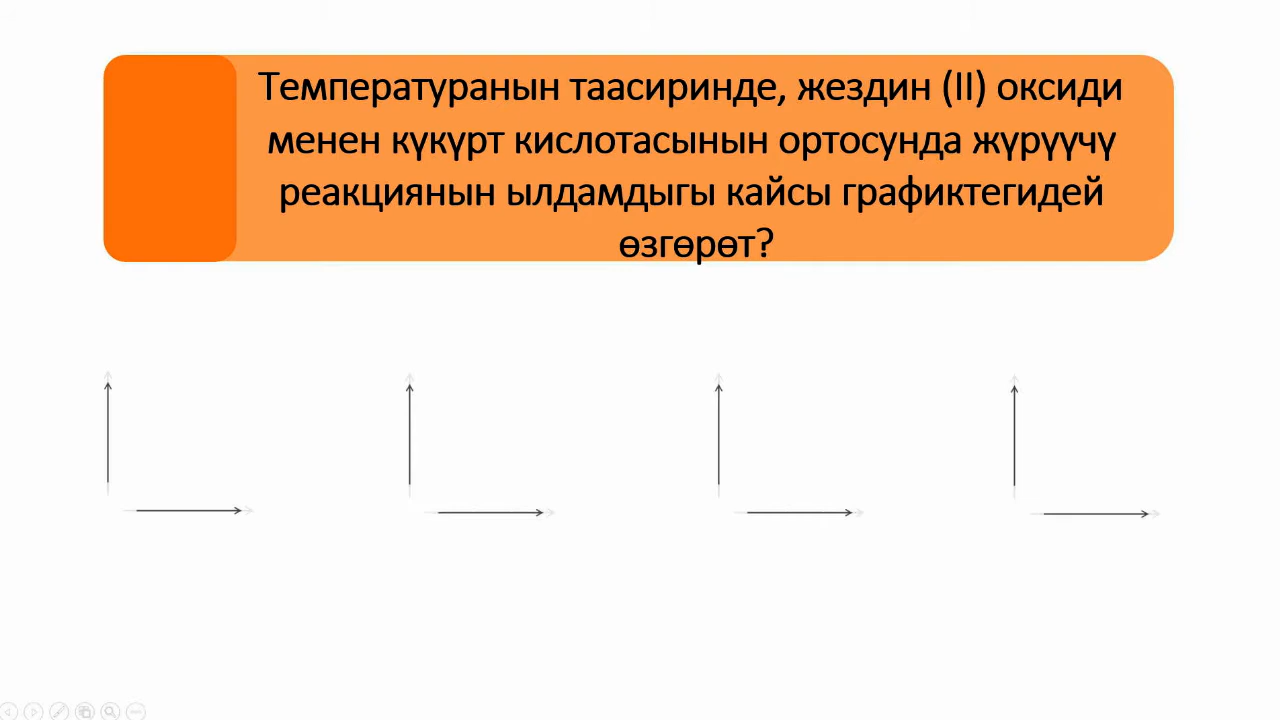 Температуранын таасиринде, жездин (II) оксиди
менен күкүрт кислотасынын ортосунда жүрүүчү
реакциянын ылдамдыгы кайсы графиктегидей
өзгөрөт?